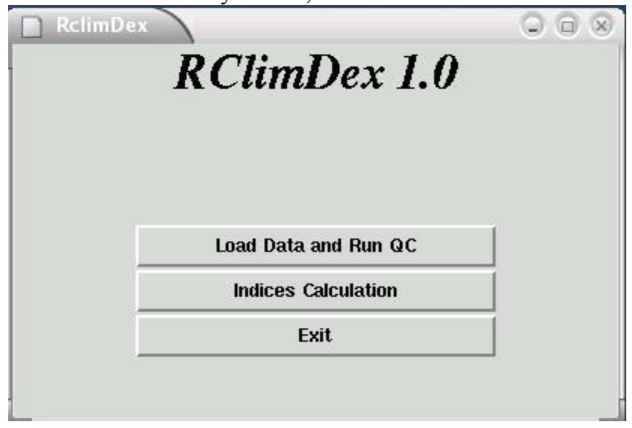 RclimDex
RClimDex 1.0
Load Data and Run QC
Indices Calculation
Exit